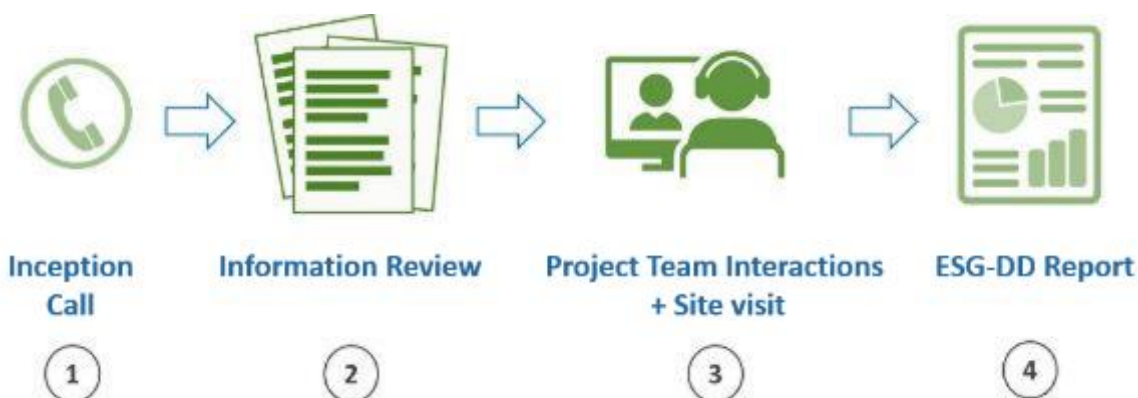 Inception
Call
Information Review
Project Team Interactions
+ Site visit
ESG-DD Report
1
2
3
4